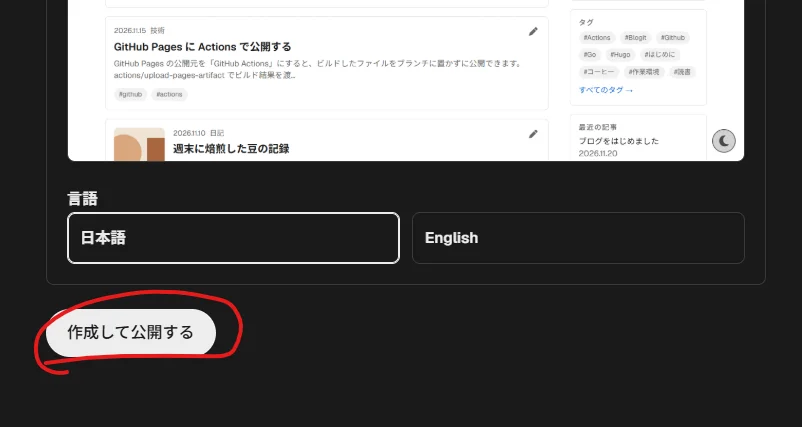 2026.11.15 技術
GitHub Pages に Actions で公開する
GitHub Pages の公開元を「GitHub Actions」にすると、ビルドしたファイルをブランチに置かずに公開できます。
actions/upload-pages-artifact でビルド結果を渡...
#github #actions
2026.11.10 日記
週末に焙煎した豆の記録
タグ
#Actions #Blogit #Github
#Go #Hugo #はじめに
#コーヒー #作業環境 #読書
すべてのタグ →
最近の記事
ブログをはじめました
2026.11.20
言語
日本語 English
作成して公開する